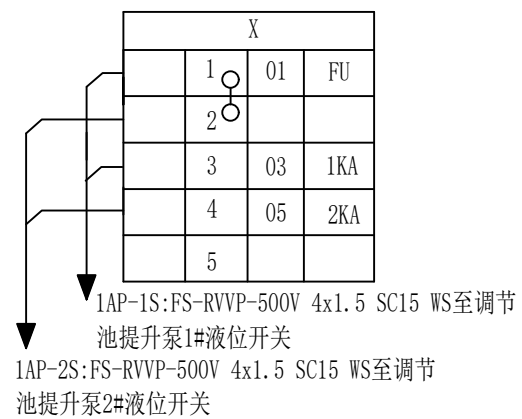 X
1 01 FU
2
3 03 1KA
4 05 2KA
5
1AP-1S:FS-RVVP-500V 4x1.5 SC15 WS至调节
池提升泵1#液位开关
1AP-2S:FS-RVVP-500V 4x1.5 SC15 WS至调节
池提升泵2#液位开关